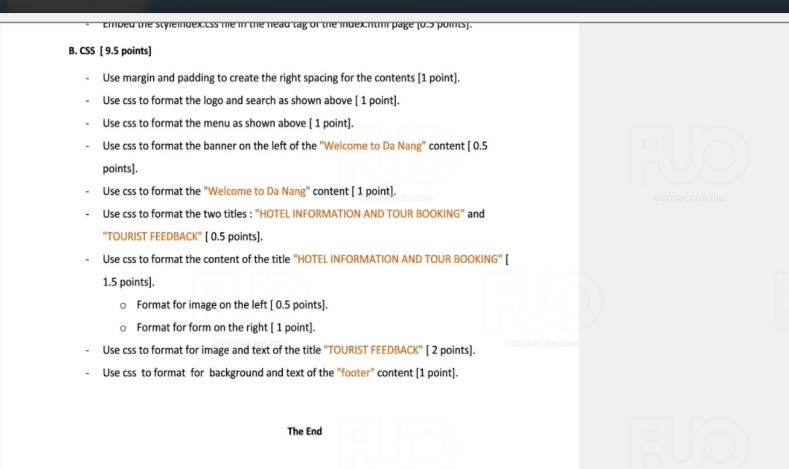 - Embed the styleindex.css file in the head tag of the index.html page [0.5 points].
B. CSS [ 9.5 points]
- Use margin and padding to create the right spacing for the contents [1 point].
- Use css to format the logo and search as shown above [ 1 point].
- Use css to format the menu as shown above [ 1 point].
- Use css to format the banner on the left of the "Welcome to Da Nang" content [ 0.5
points].
- Use css to format the "Welcome to Da Nang" content [ 1 point].
- Use css to format the two titles : "HOTEL INFORMATION AND TOUR BOOKING" and
"TOURIST FEEDBACK" [ 0.5 points].
- Use css to format the content of the title "HOTEL INFORMATION AND TOUR BOOKING" [
1.5 points].
o Format for image on the left [ 0.5 points].
o Format for form on the right [ 1 point].
- Use css to format for image and text of the title "TOURIST FEEDBACK" [ 2 points].
- Use css to format for background and text of the "footer" content [1 point].
The End
FUO
FUO
FUO
FUO